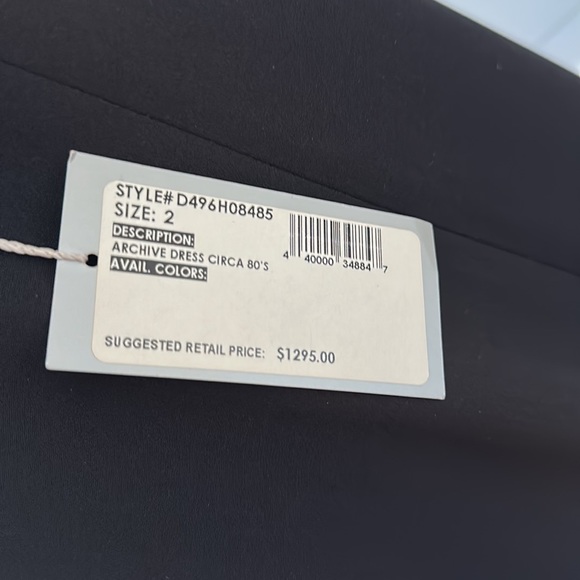 STYLE# D496H08485
SIZE: 2
DESCRIPTION:
ARCHIVE DRESS CIRCA 80'S
AVAIL. COLORS:
4 40000 34884 7
SUGGESTED RETAIL PRICE: $1295.00